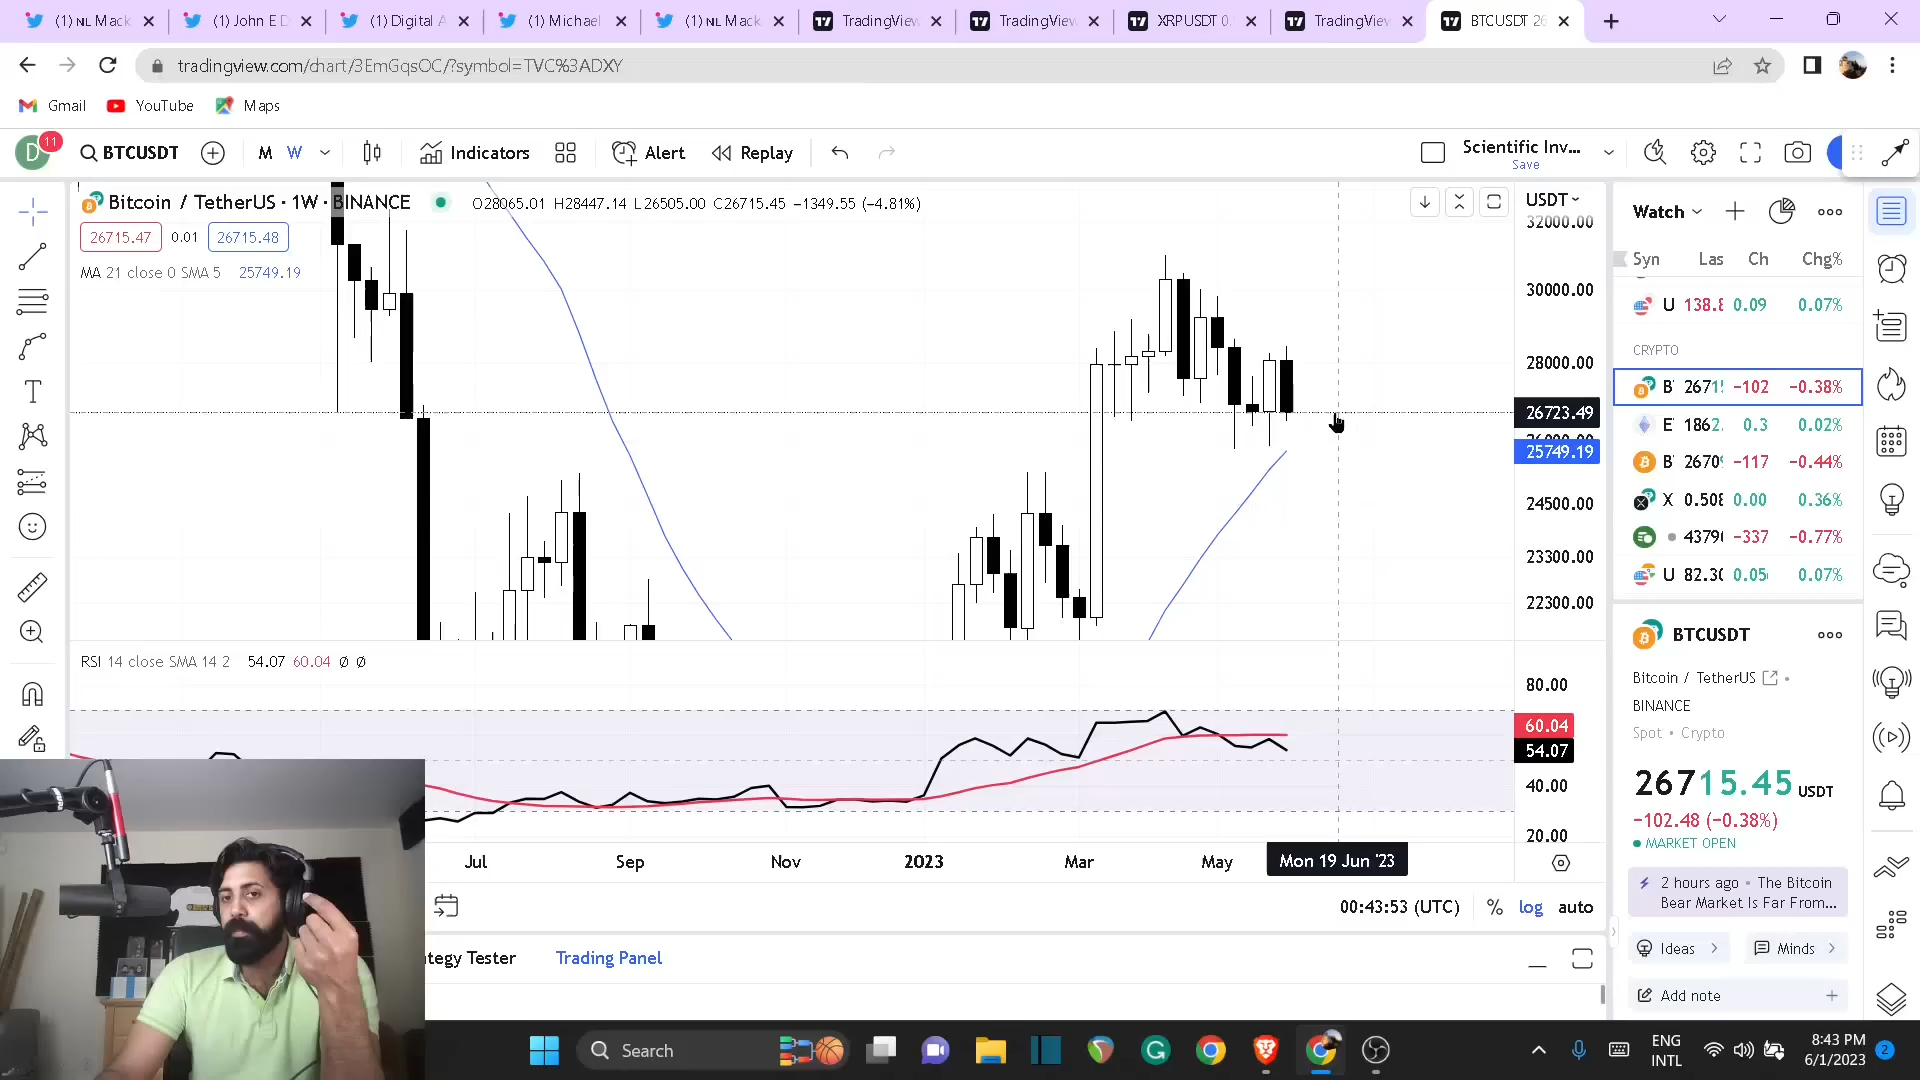 (1) NL Mack
(1) John E D
(1) Digital A
(1) Michael
(1) NL Mack
TradingView
TradingView
XRPUSDT 0.
TradingView
BTCUSDT 26
tradingview.com/chart/3EmGqsOC/?symbol=TVC%3ADXY
Gmail
YouTube
Maps
D
11
BTCUSDT
M
W
Indicators
Alert
Replay
Scientific Inv...
Save
Bitcoin / TetherUS · 1W · BINANCE
O28065.01 H28447.14 L26505.00 C26715.45 −1349.55 (−4.81%)
26715.47
0.01
26715.48
MA 21 close 0 SMA 5 25749.19
USDT
32000.00
30000.00
28000.00
26723.49
25749.19
24500.00
23300.00
22300.00
RSI 14 close SMA 14 2 54.07 60.04 Ø Ø
80.00
60.04
54.07
40.00
20.00
Jul
Sep
Nov
2023
Mar
May
Mon 19 Jun '23
00:43:53 (UTC)
%
log
auto
tegy Tester
Trading Panel
Watch
Syn Las Ch Chg%
U 138.8 0.09 0.07%
CRYPTO
B 2671 −102 −0.38%
E 1862. 0.3 0.02%
B 2670 −117 −0.44%
X 0.508 0.00 0.36%
4379 −337 −0.77%
U 82.30 0.05 0.07%
BTCUSDT
Bitcoin / TetherUS
BINANCE
Spot • Crypto
26715.45 USDT
−102.48 (−0.38%)
MARKET OPEN
2 hours ago • The Bitcoin
Bear Market Is Far From...
Ideas
Minds
Add note
Search
ENG
INTL
8:43 PM
6/1/2023
2